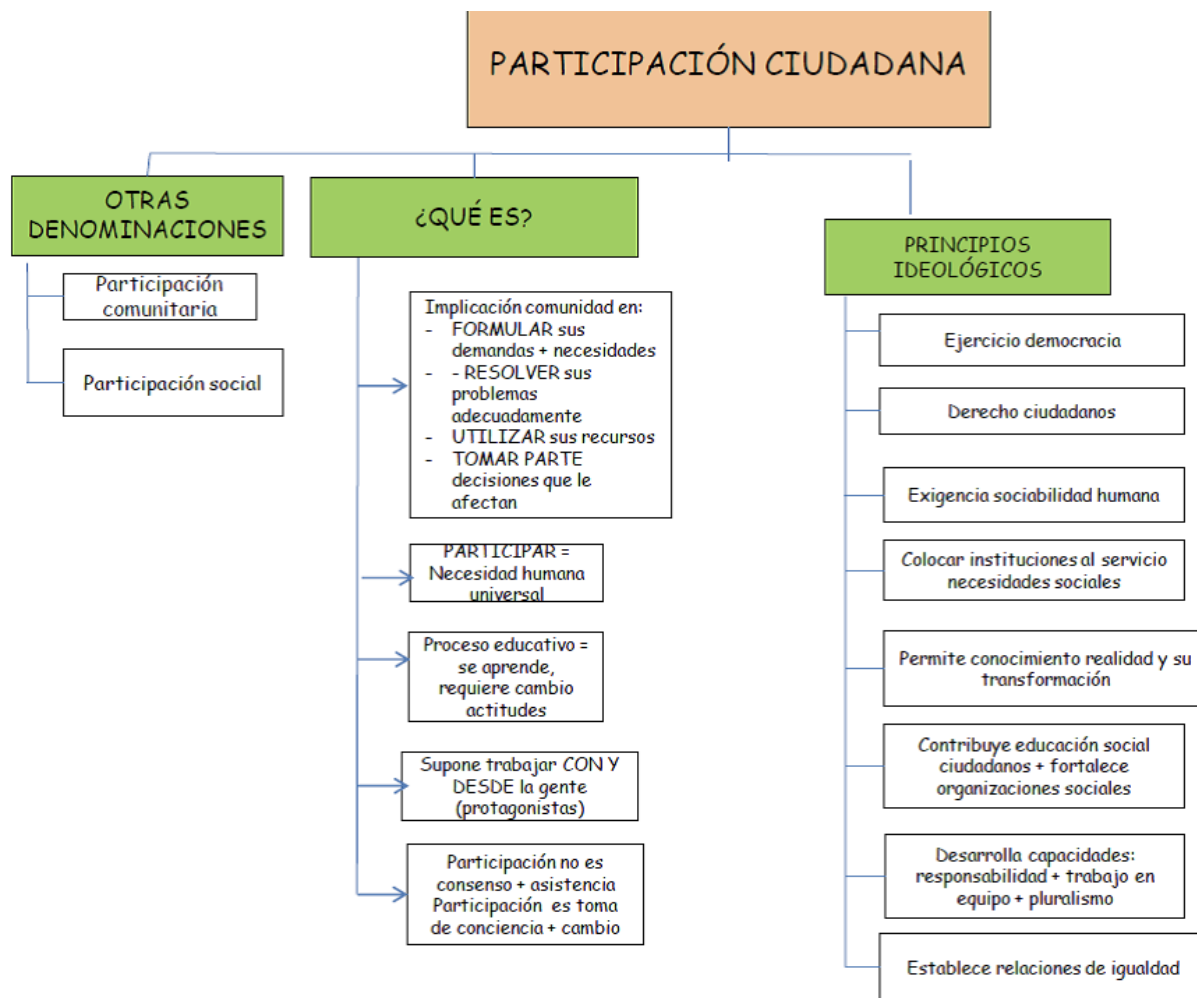 PARTICIPACIÓN CIUDADANA
OTRAS
DENOMINACIONES
Participación
comunitaria
Participación social
¿QUÉ ES?
Implicación comunidad en:
- FORMULAR sus
demandas + necesidades
- - RESOLVER sus
problemas
adecuadamente
- UTILIZAR sus recursos
- TOMAR PARTE
decisiones que le
afectan
PARTICIPAR =
Necesidad humana
universal
Proceso educativo =
se aprende,
requiere cambio
actitudes
Supone trabajar CON Y
DESDE la gente
(protagonistas)
Participación no es
consenso + asistencia
Participación es toma
de conciencia + cambio
PRINCIPIOS
IDEOLÓGICOS
Ejercicio democracia
Derecho ciudadanos
Exigencia sociabilidad humana
Colocar instituciones al servicio
necesidades sociales
Permite conocimiento realidad y su
transformación
Contribuye educación social
ciudadanos + fortalece
organizaciones sociales
Desarrolla capacidades:
responsabilidad + trabajo en
equipo + pluralismo
Establece relaciones de igualdad